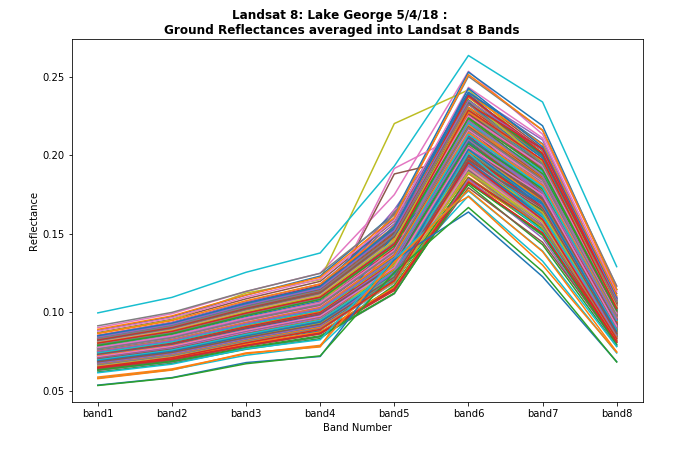 Landsat 8: Lake George 5/4/18 :
Ground Reflectances averaged into Landsat 8 Bands
0.25
0.20
0.15
0.10
0.05
Reflectance
band1 band2 band3 band4 band5 band6 band7 band8
Band Number